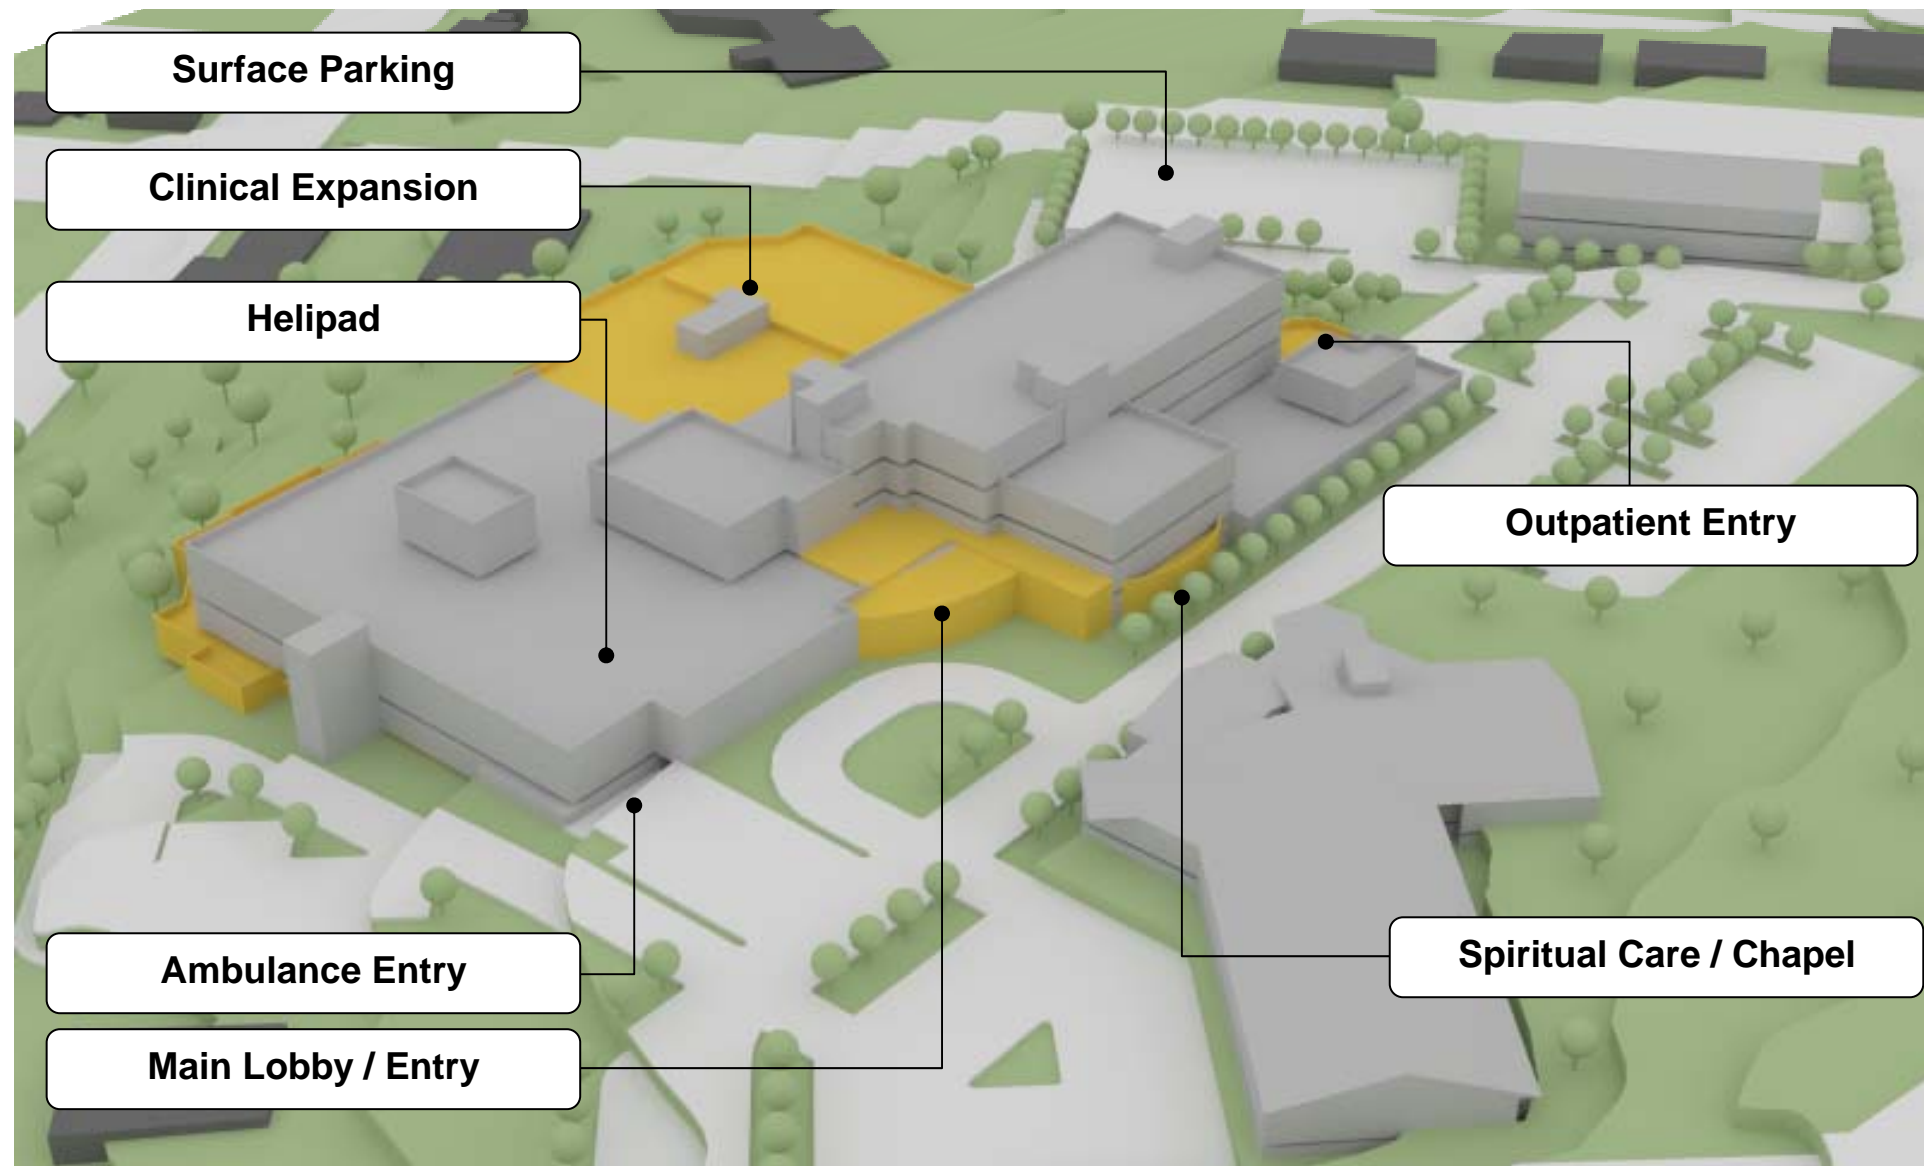 Surface Parking
Clinical Expansion
Helipad
Outpatient Entry
Spiritual Care / Chapel
Ambulance Entry
Main Lobby / Entry